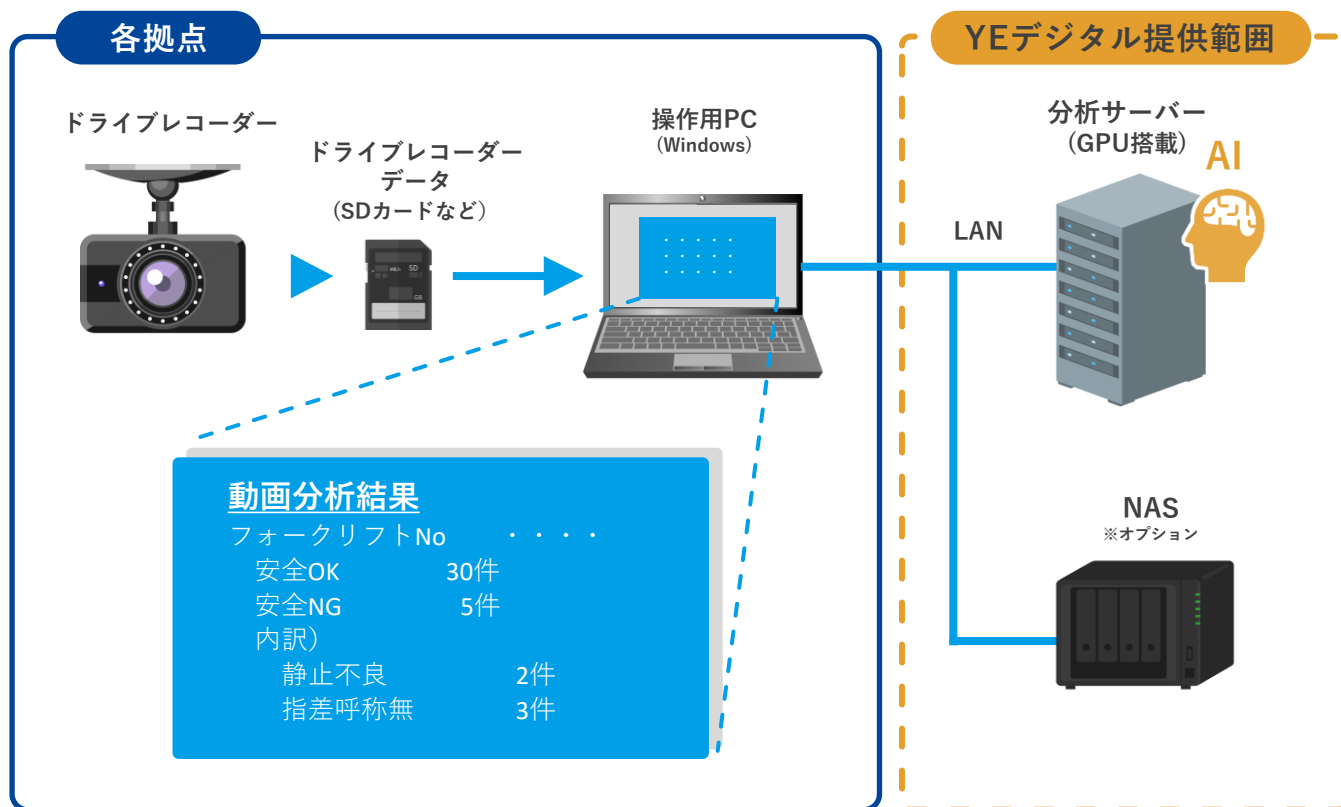 各拠点
YEデジタル提供範囲
ドライブレコーダー
ドライブレコーダー
データ
（SDカードなど）
操作用PC
（Windows）
分析サーバー
（GPU搭載）
AI
LAN
SD
GB
NAS
※オプション
動画分析結果
フォークリフトNo　・・・・
安全OK　30件
安全NG　5件
内訳）
静止不良　2件
指差呼称無　3件